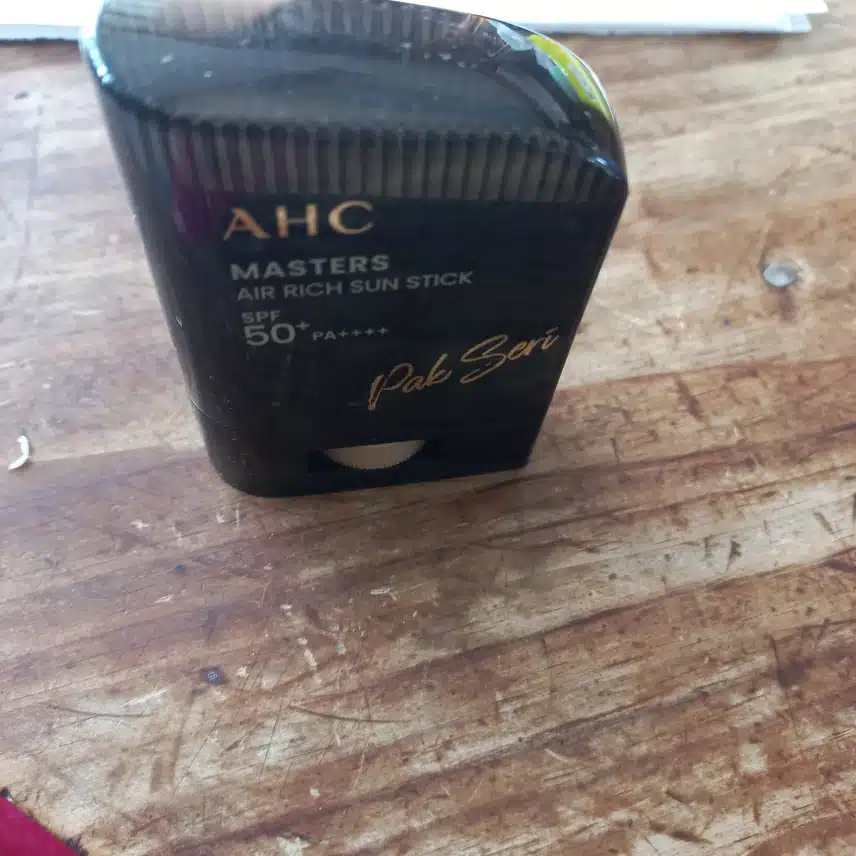 AHC
MASTERS
AIR RICH SUN STICK
SPF
50+ PA++++
Pak Seri